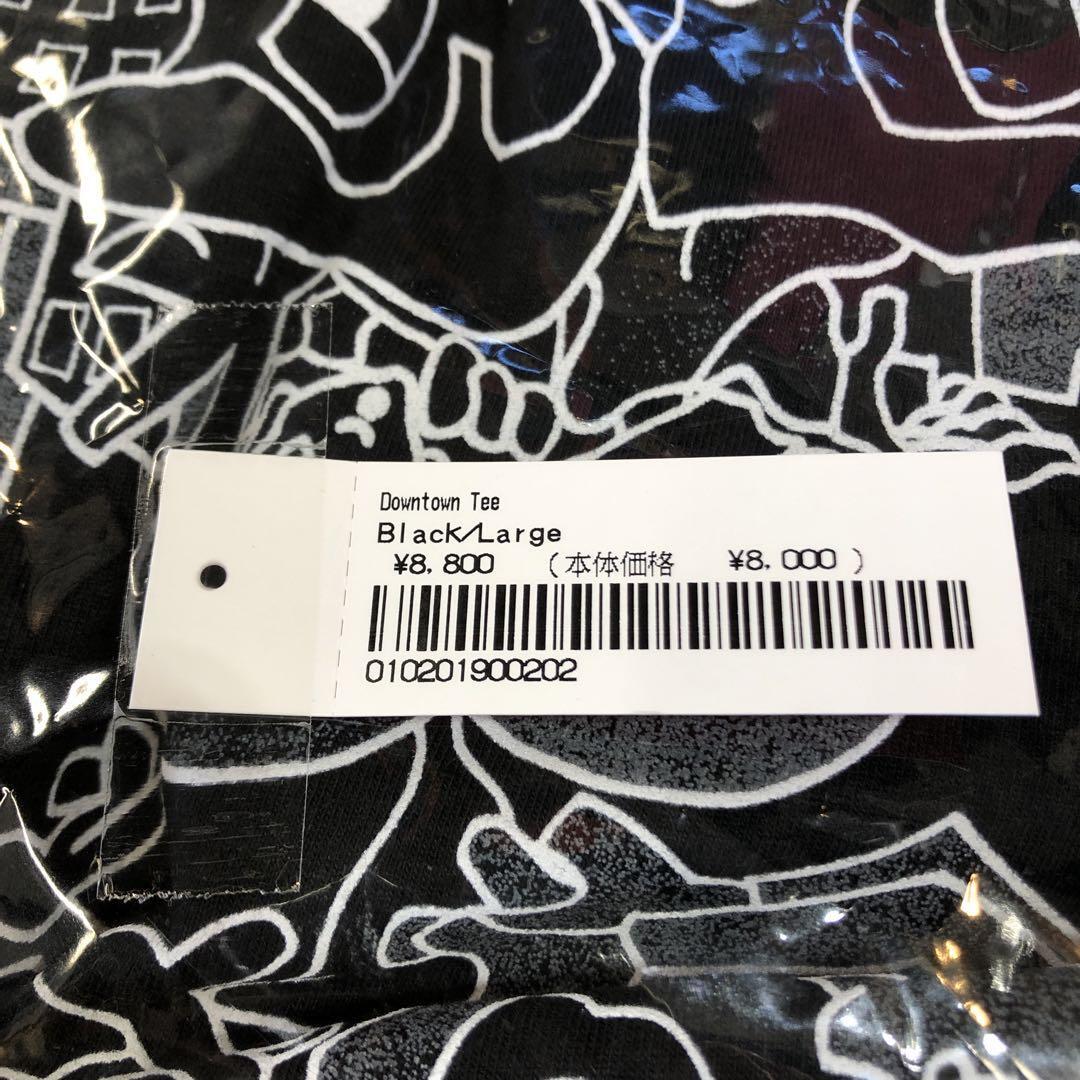 Downtown Tee
Black/Large
¥8,800 (本体価格 ¥8,000)
010201900202